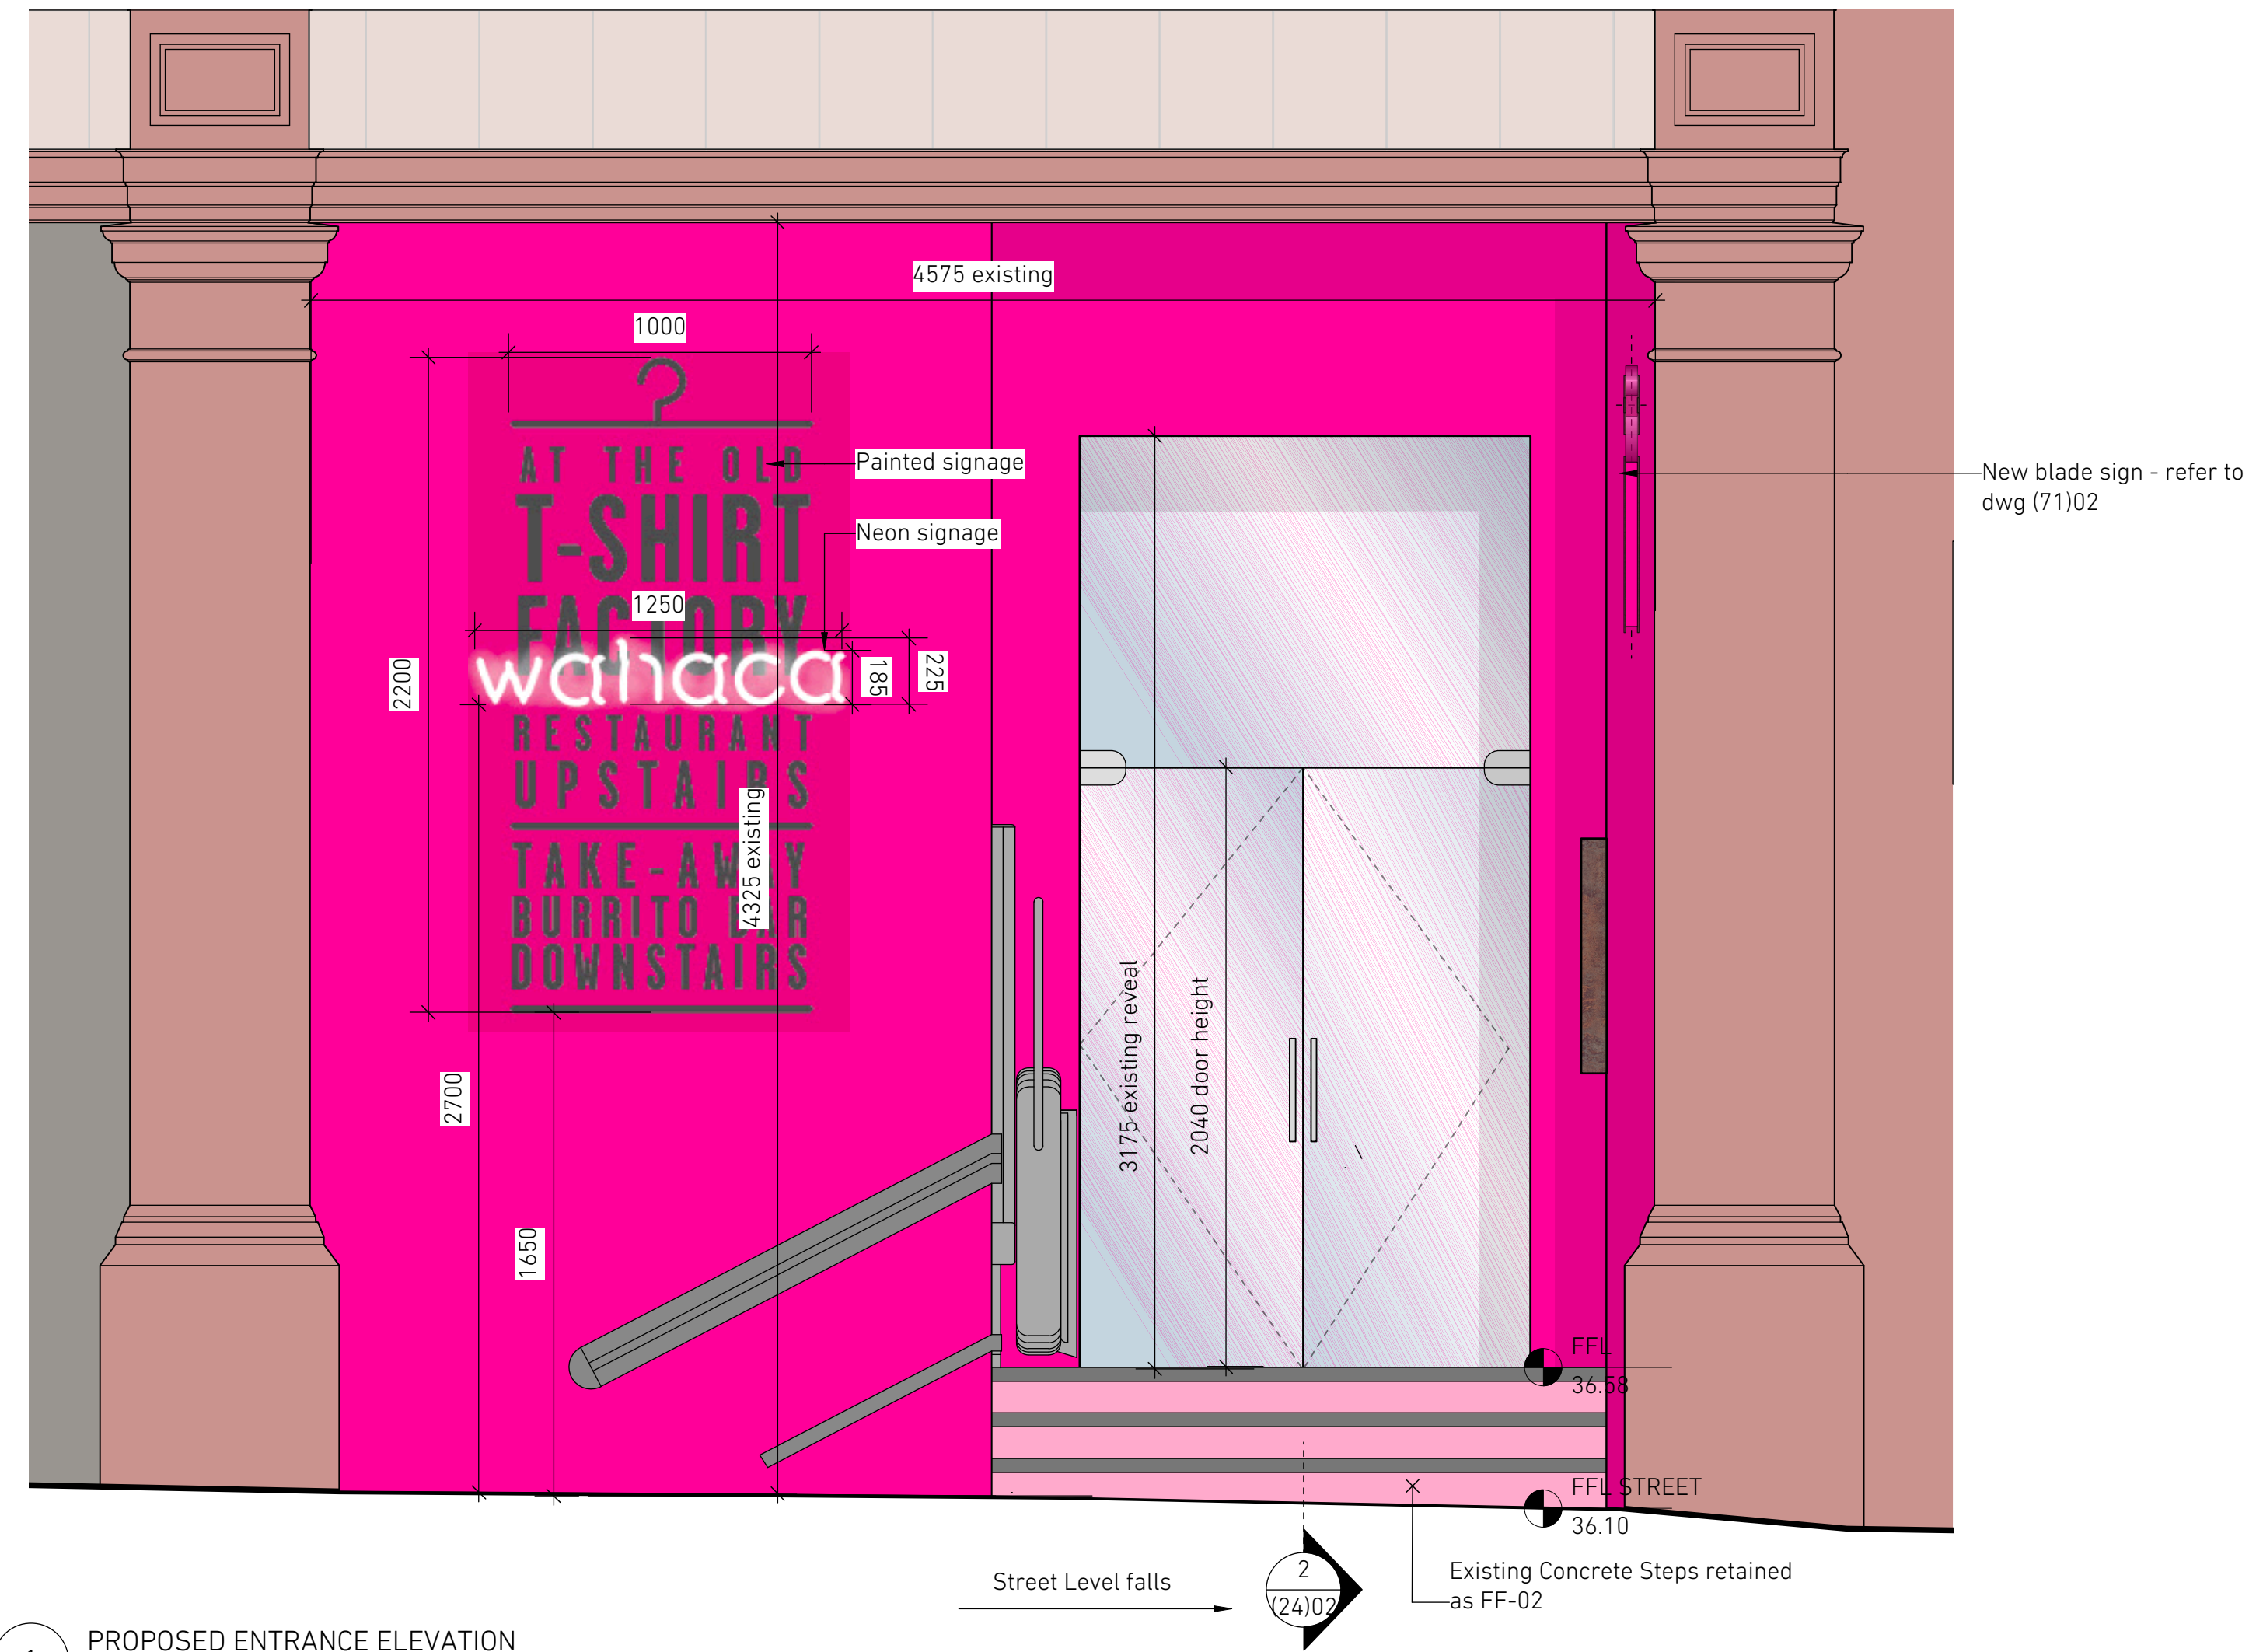 4575 existing
1000
AT THE OLD
T-SHIRT
FACTORY
wahaca
RESTAURANT
UPSTAIRS
TAKE-AWAY
BURRITO BAR
DOWNSTAIRS
Painted signage
Neon signage
1250
185
225
2200
4325 existing
2700
1650
3175 existing reveal
2040 door height
New blade sign - refer to
dwg (71)02
FFL
36.58
FFL STREET
36.10
Street Level falls
2
(24)02
Existing Concrete Steps retained
as FF-02
PROPOSED ENTRANCE ELEVATION